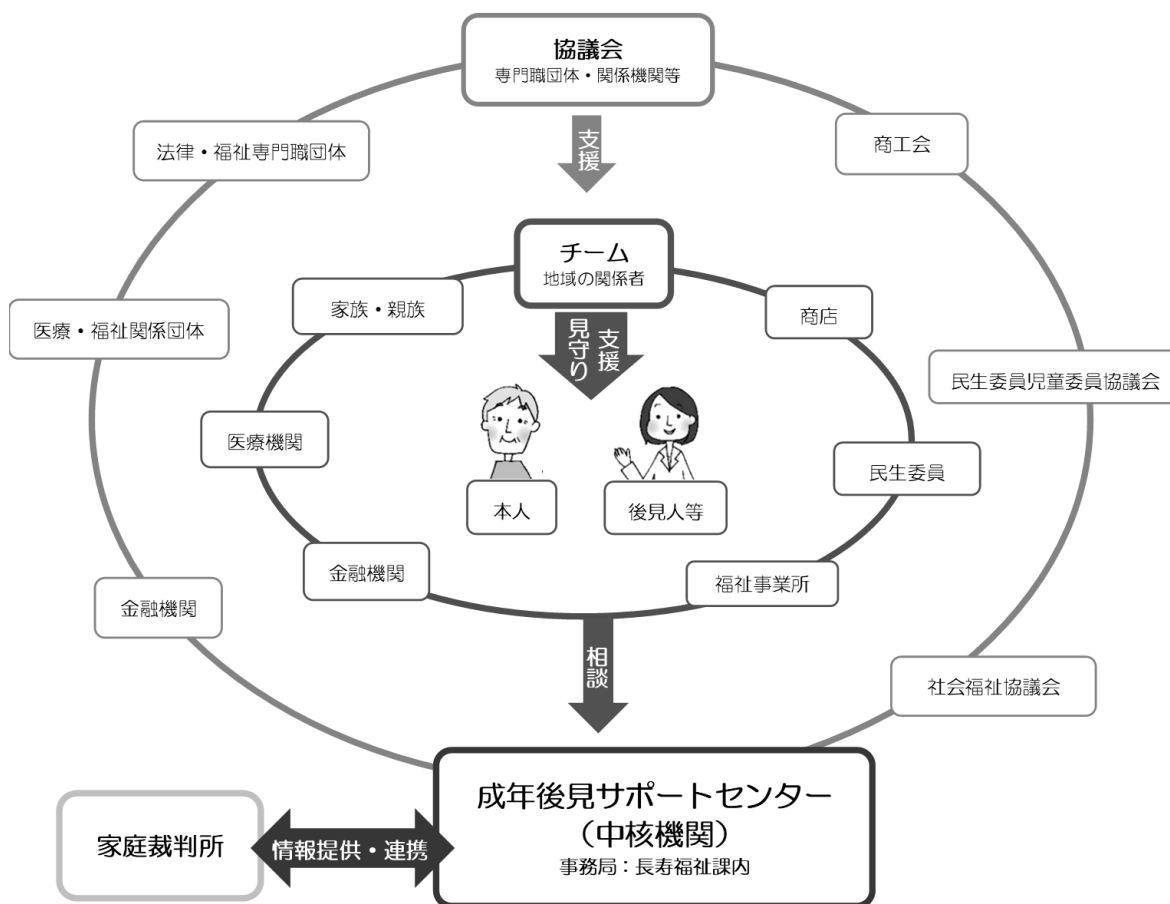 協議会
専門職団体・関係機関等
法律・福祉専門職団体
支援
商工会
チーム
地域の関係者
家族・親族
商店
医療・福祉関係団体
支援
見守り
民生委員児童委員協議会
医療機関
民生委員
本人
後見人等
金融機関
福祉事業所
金融機関
相談
社会福祉協議会
成年後見サポートセンター
（中核機関）
事務局：長寿福祉課内
家庭裁判所
情報提供・連携